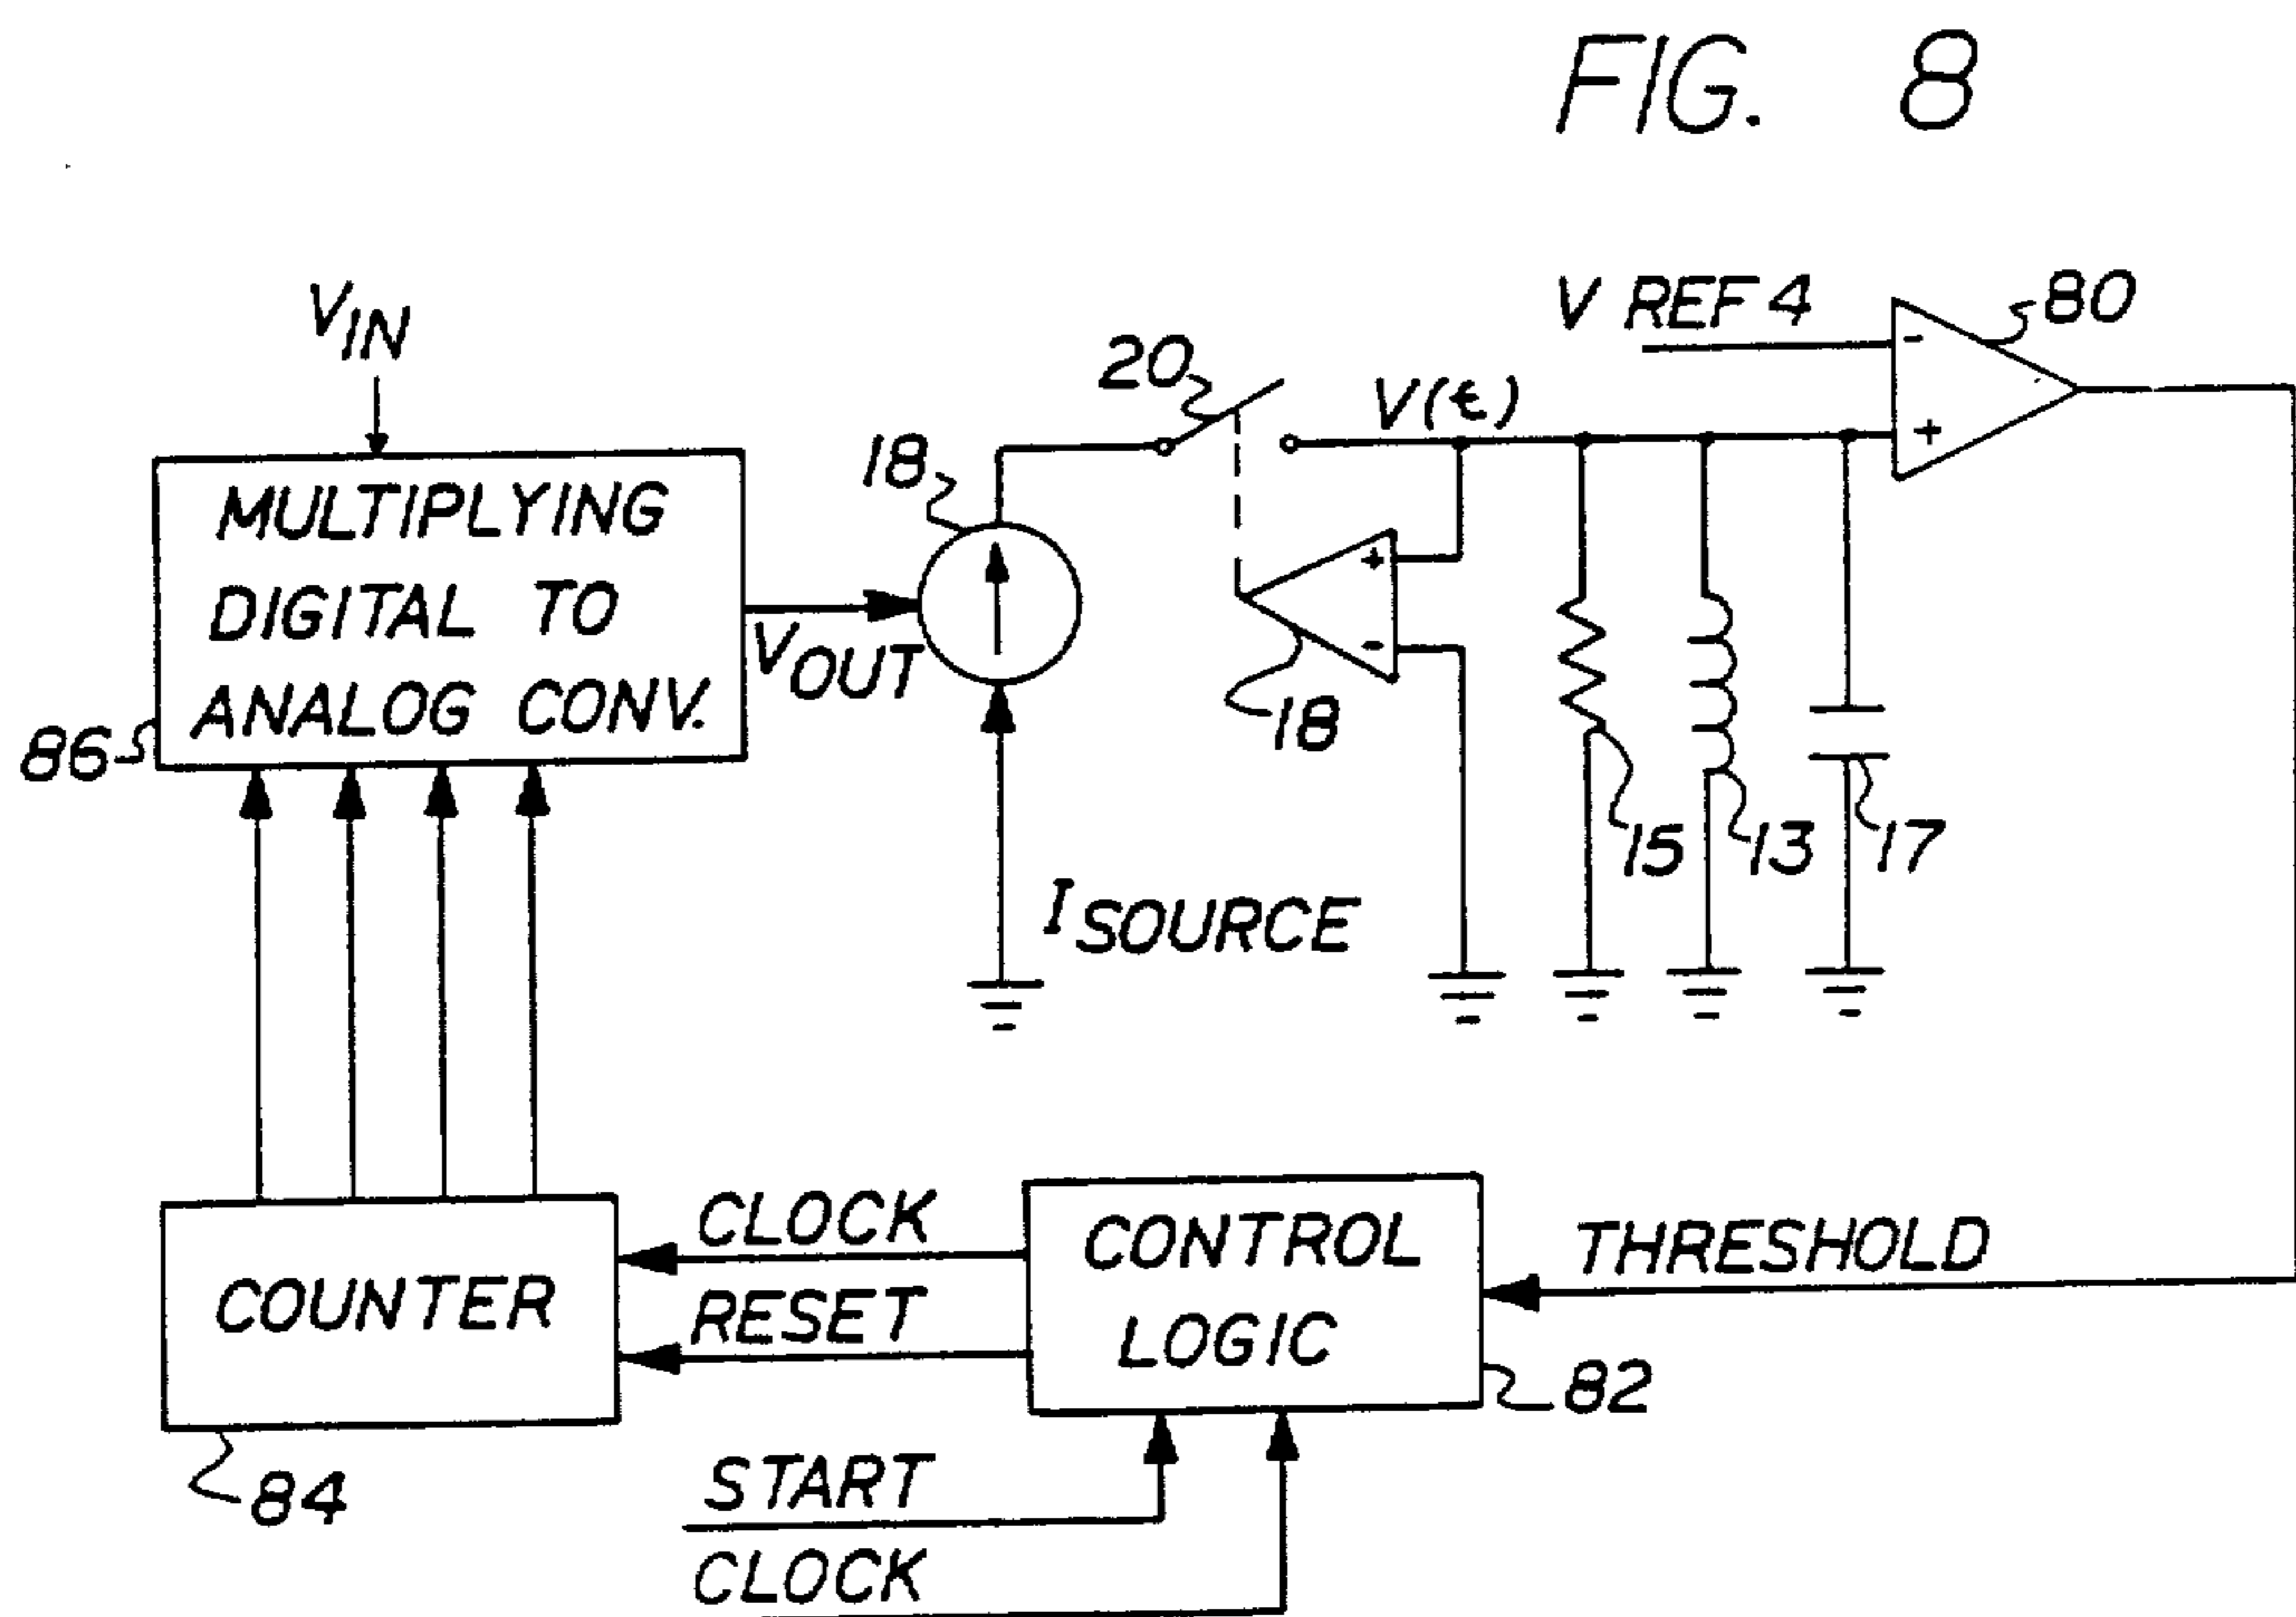 FIG. 8
VIN
V REF 4
80
20
V(t)
18
MULTIPLYING
DIGITAL TO
ANALOG CONV.
VOUT
+
-
-
+
86
18
15
13
17
ISOURCE
CLOCK
RESET
COUNTER
CONTROL
LOGIC
THRESHOLD
82
84
START
CLOCK